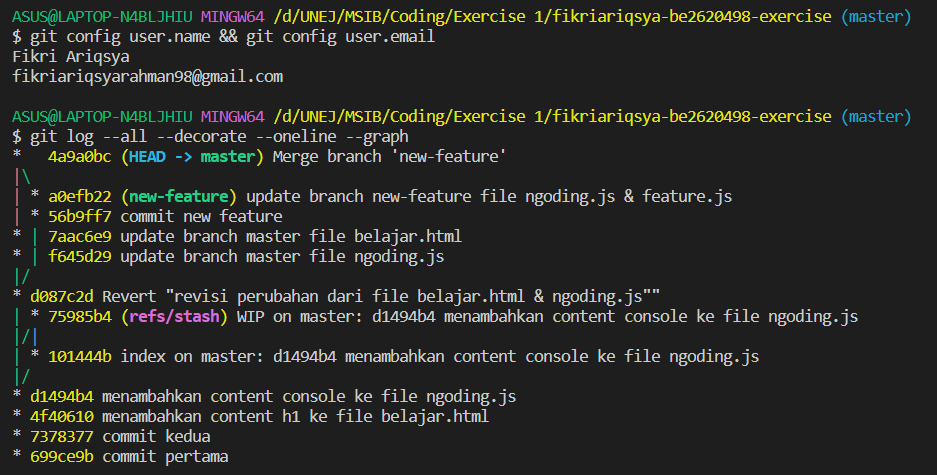 ASUS@LAPTOP-N4BLJHIU MINGW64 /d/UNEJ/MSIB/Coding/Exercise 1/fikriariqsya-be2620498-exercise (master)
$ git config user.name && git config user.email
Fikri Ariqsya
fikriariqsyarahman98@gmail.com

ASUS@LAPTOP-N4BLJHIU MINGW64 /d/UNEJ/MSIB/Coding/Exercise 1/fikriariqsya-be2620498-exercise (master)
$ git log --all --decorate --oneline --graph
*   4a9a0bc (HEAD -> master) Merge branch 'new-feature'
|\
| * a0efb22 (new-feature) update branch new-feature file ngoding.js & feature.js
| * 56b9ff7 commit new feature
* | 7aac6e9 update branch master file belajar.html
* | f645d29 update branch master file ngoding.js
|/
* d087c2d Revert "revisi perubahan dari file belajar.html & ngoding.js""
| * 75985b4 (refs/stash) WIP on master: d1494b4 menambahkan content console ke file ngoding.js
|/|
| * 101444b index on master: d1494b4 menambahkan content console ke file ngoding.js
|/
* d1494b4 menambahkan content console ke file ngoding.js
* 4f40610 menambahkan content h1 ke file belajar.html
* 7378377 commit kedua
* 699ce9b commit pertama